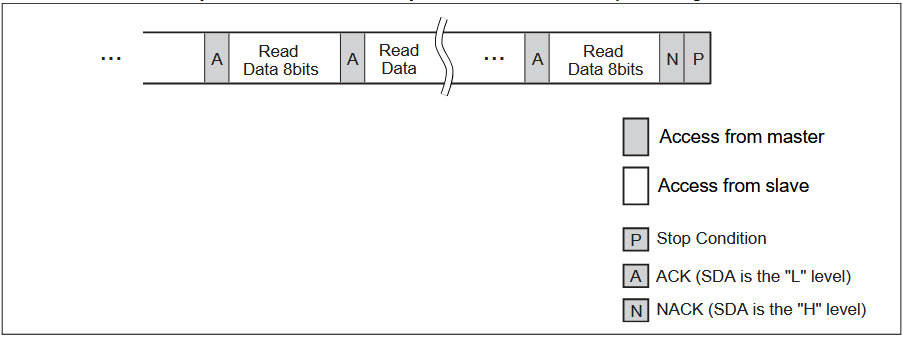 ... A Read Data 8bits A Read Data ... A Read Data 8bits N P
Access from master
Access from slave
P Stop Condition
A ACK (SDA is the "L" level)
N NACK (SDA is the "H" level)